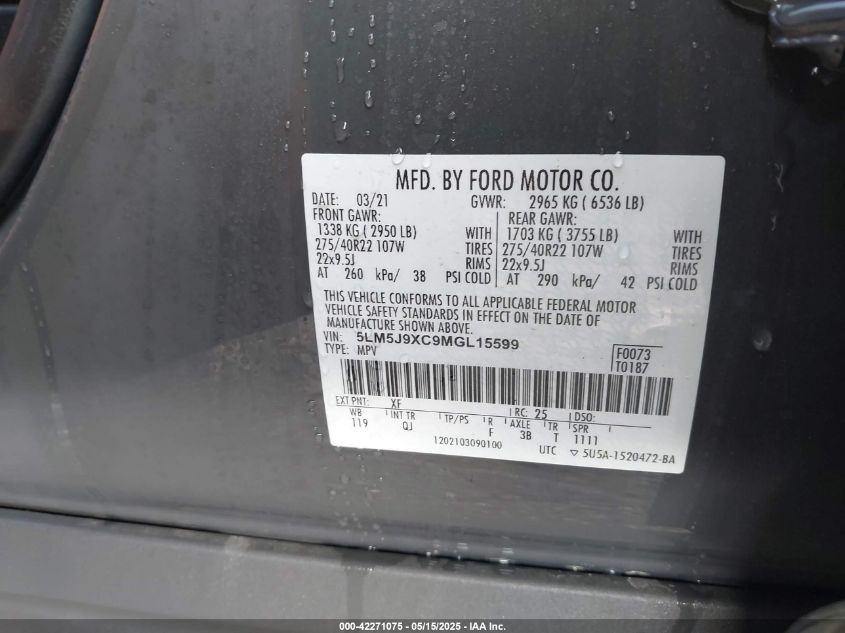 MFD. BY FORD MOTOR CO.
DATE: 03/21 GVWR: 2965 KG ( 6536 LB)
FRONT GAWR: REAR GAWR:
1338 KG ( 2950 LB) WITH 1703 KG ( 3755 LB) WITH
275/40R22 107W TIRES 275/40R22 107W TIRES
22x9.5J RIMS 22x9.5J RIMS
AT 260 kPa/ 38 PSI COLD AT 290 kPa/ 42 PSI COLD
THIS VEHICLE CONFORMS TO ALL APPLICABLE FEDERAL MOTOR
VEHICLE SAFETY STANDARDS IN EFFECT ON THE DATE OF
MANUFACTURE SHOWN ABOVE.
VIN: 5LM5J9XC9MGL15599
TYPE: MPV
F0073
T0187
EXT PNT: XF RC: 25 DSO:
WB INT TR TP/PS R AXLE TR SPR
119 QJ F 3B T 1111
1202103090100
UTC ▽ 5U5A-1520472-BA
000-42271075 - 05/15/2025 - IAA Inc.